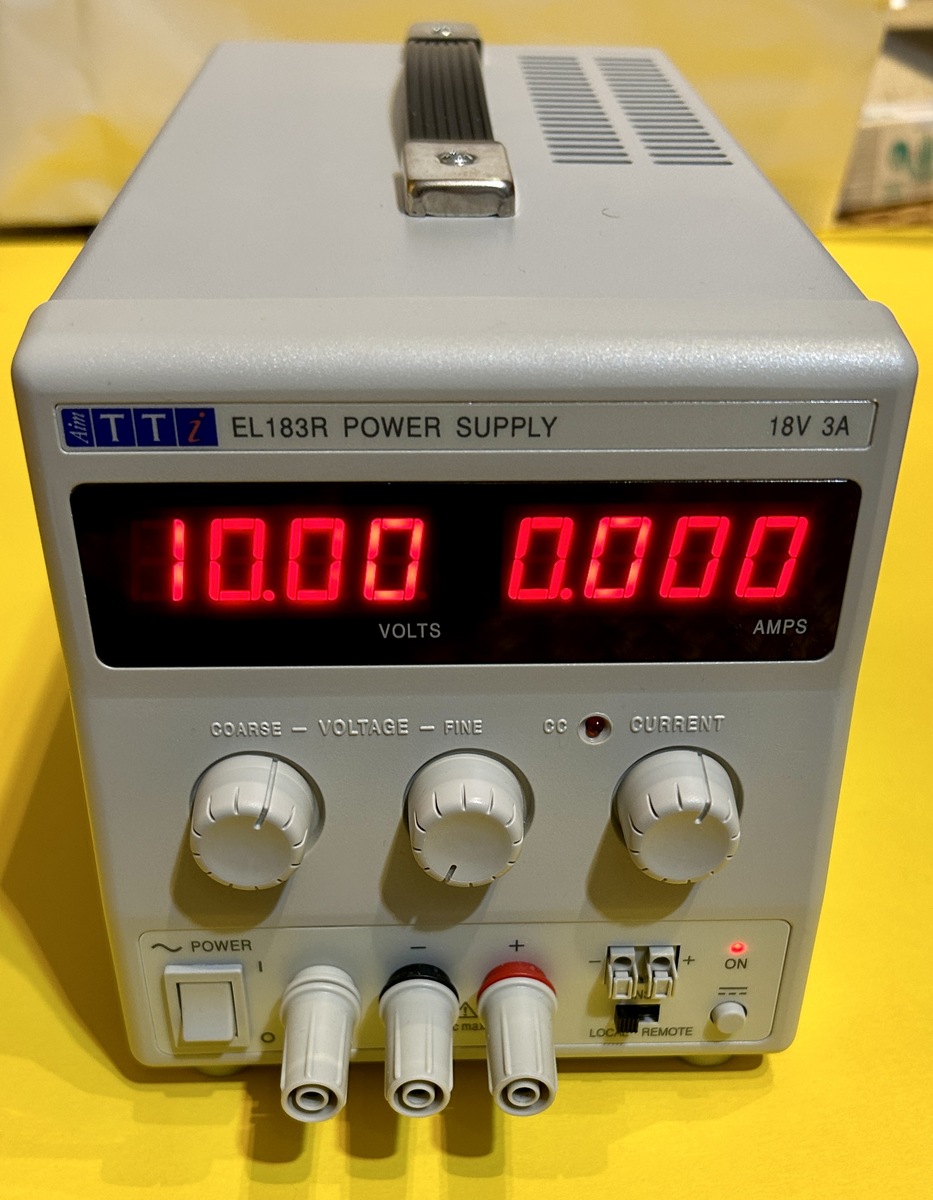 Aim TTi EL183R POWER SUPPLY 18V 3A
10.00 0.000
VOLTS AMPS
COARSE – VOLTAGE – FINE CC CURRENT
~ POWER
I
O
– +
– +
ON
LOCAL REMOTE
max